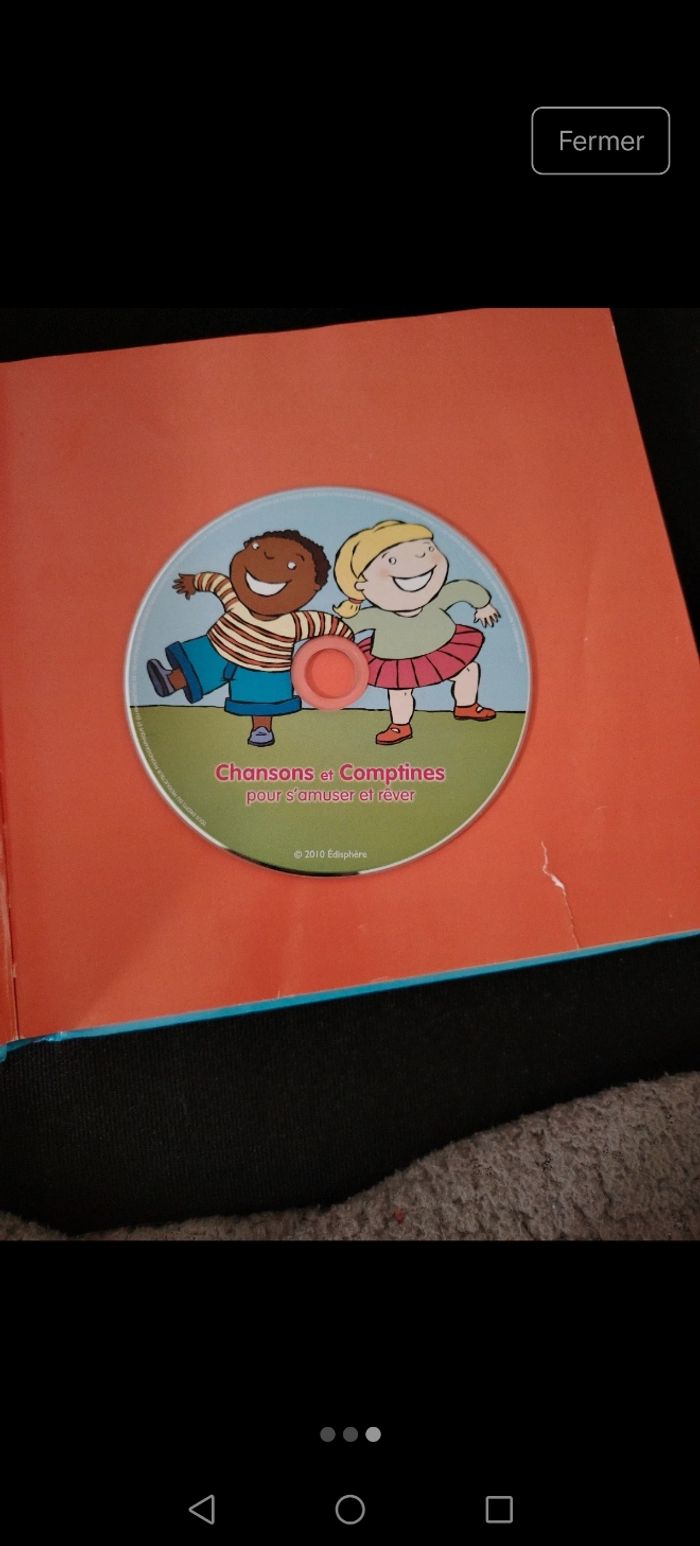 Fermer
Chansons et Comptines
pour s'amuser et rêver
© 2010 Édisphère